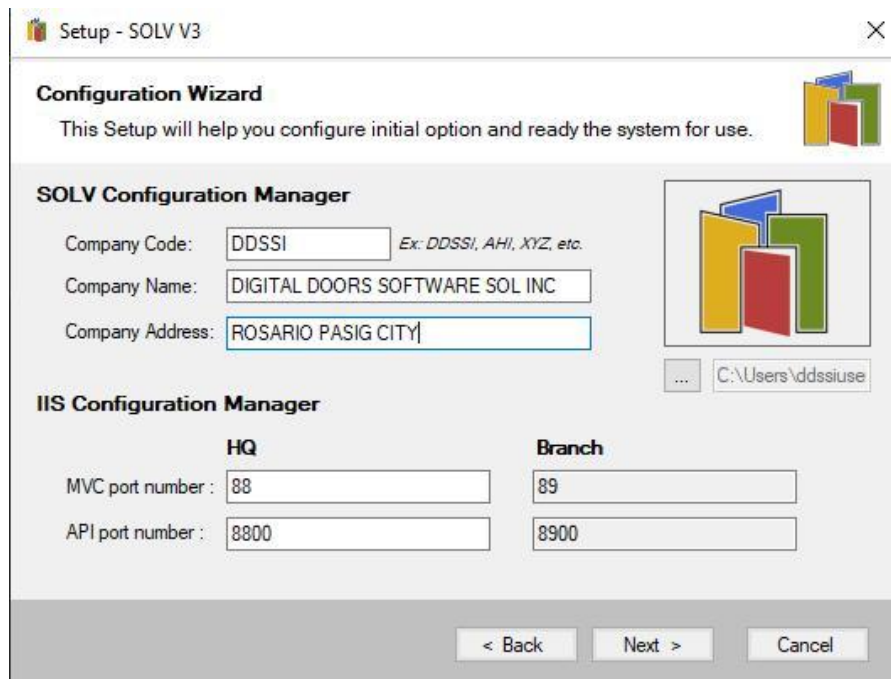 Setup - SOLV V3
Configuration Wizard
This Setup will help you configure initial option and ready the system for use.
SOLV Configuration Manager
Company Code: DDSSI Ex: DDSSI, AHI, XYZ, etc.
Company Name: DIGITAL DOORS SOFTWARE SOL INC
Company Address: ROSARIO PASIG CITY
... C:\Users\ddssiuse
IIS Configuration Manager
HQ Branch
MVC port number : 88 89
API port number : 8800 8900
< Back Next > Cancel